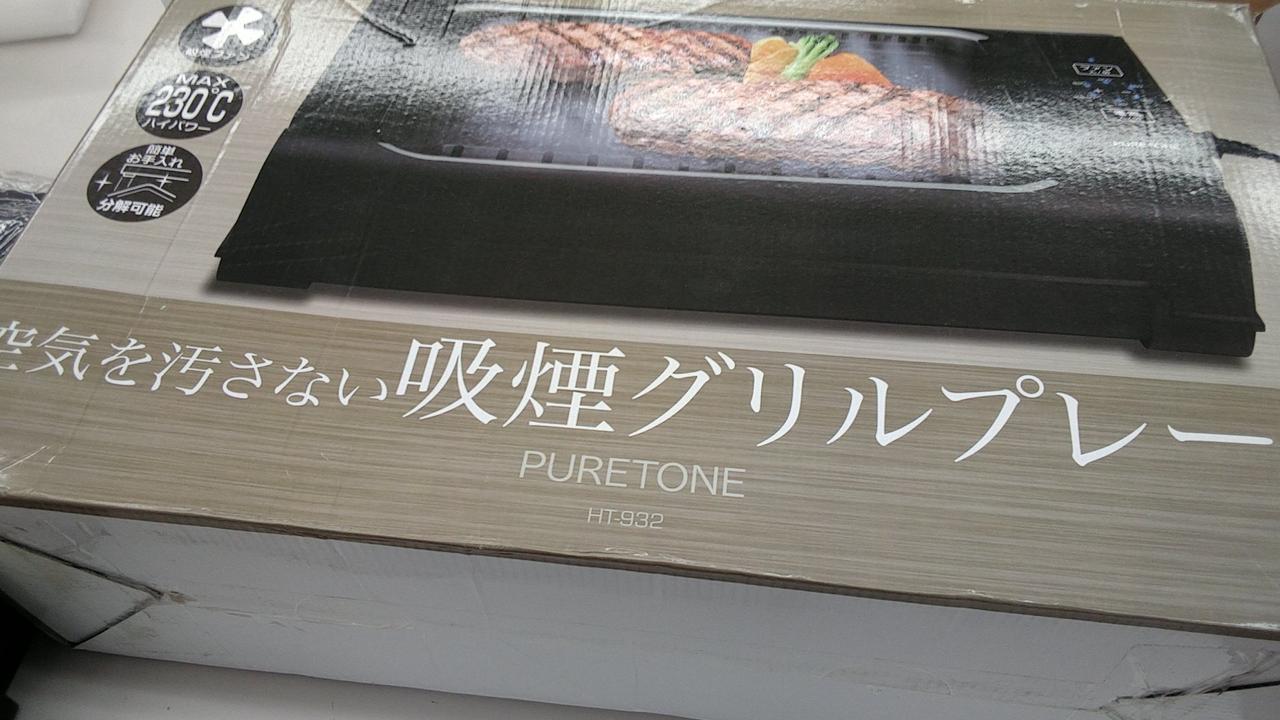 MAX
230℃
ハイパワー
簡単
お手入れ
分解可能
空気を汚さない吸煙グリルプレー
PURETONE
HT-932